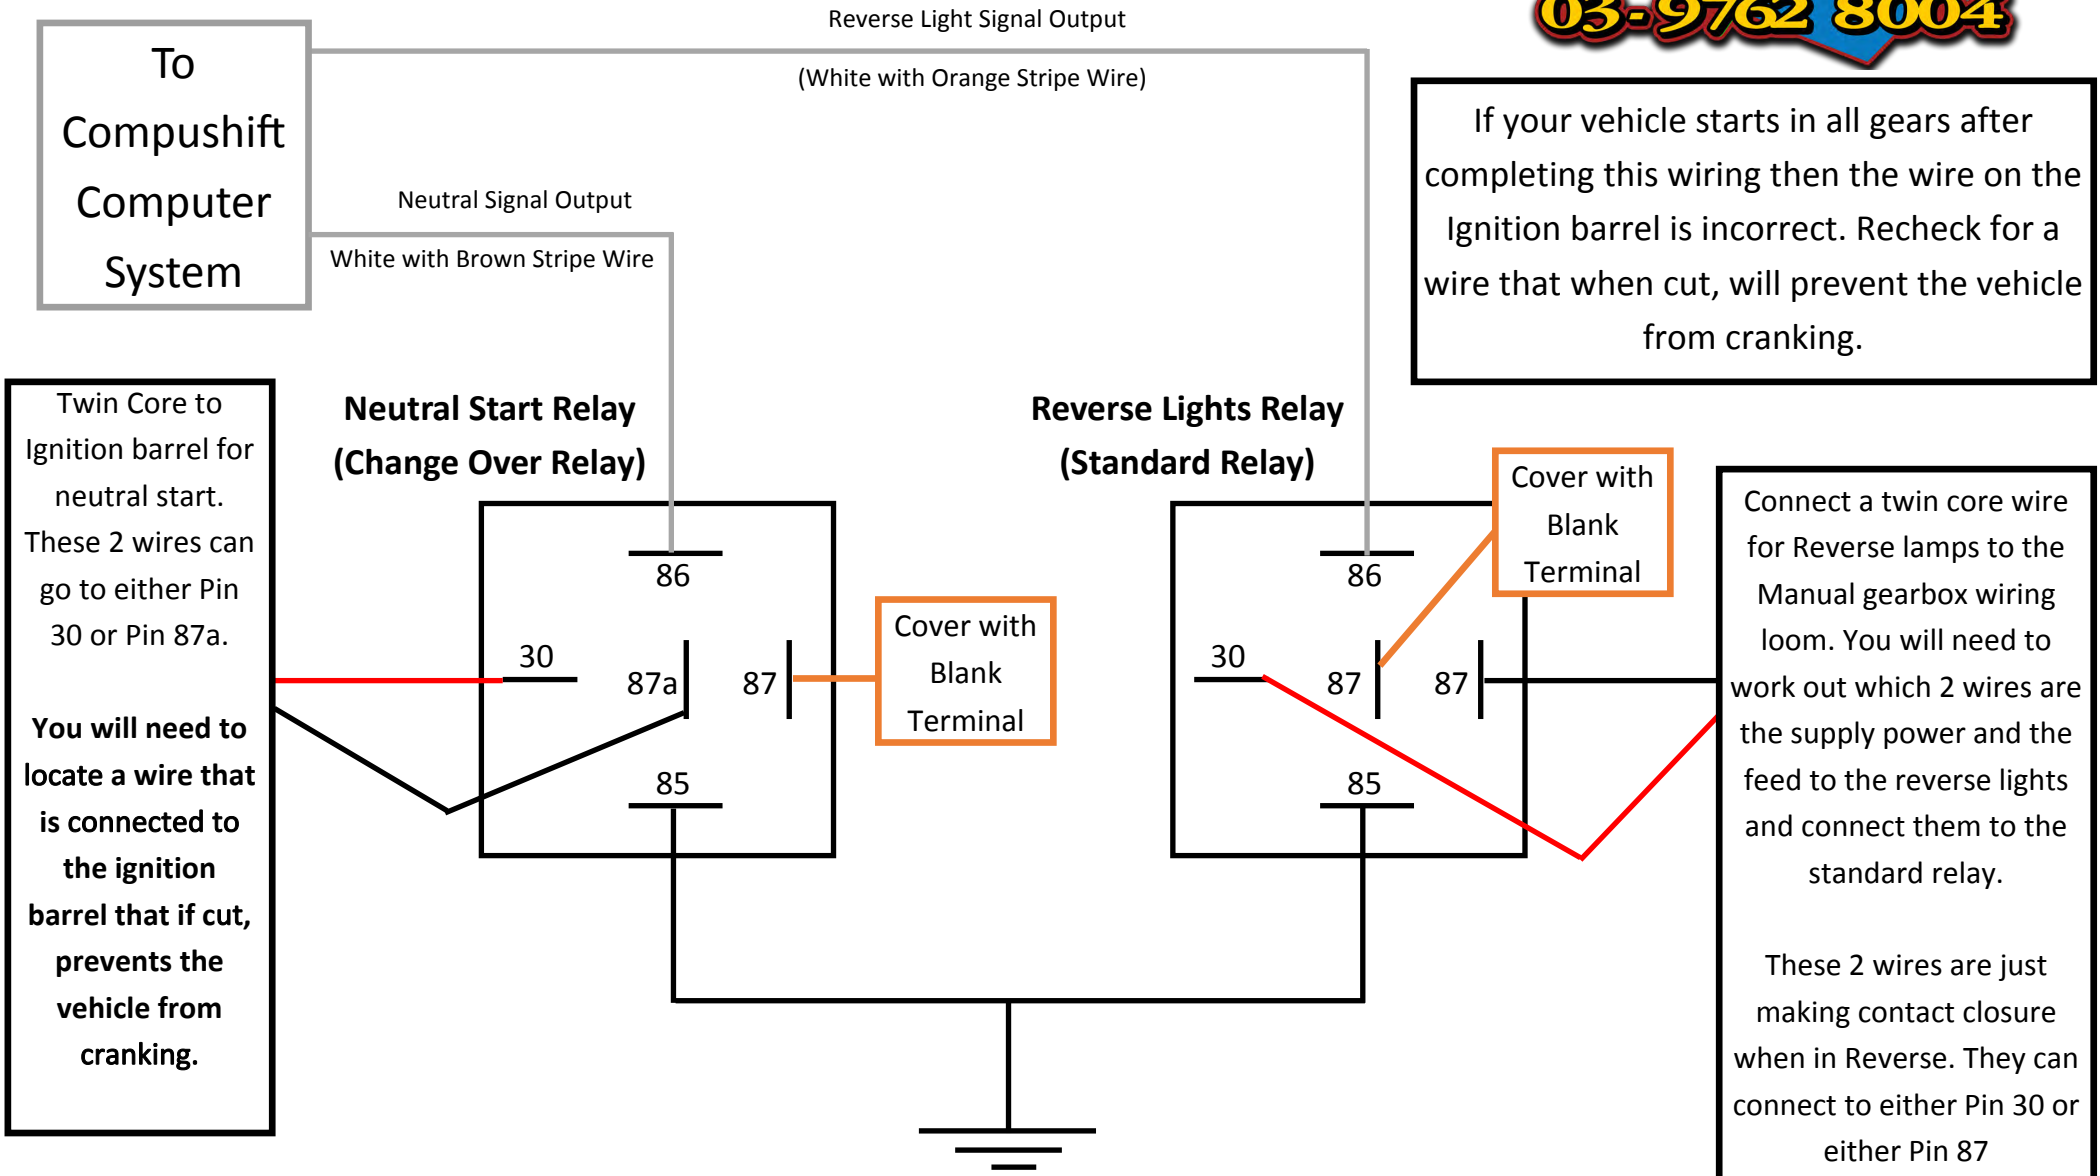 03-9762 8004
Reverse Light Signal Output
(White with Orange Stripe Wire)
To
Compushift
Computer
System
Neutral Signal Output
White with Brown Stripe Wire
If your vehicle starts in all gears after
completing this wiring then the wire on the
Ignition barrel is incorrect. Recheck for a
wire that when cut, will prevent the vehicle
from cranking.
Twin Core to
Ignition barrel for
neutral start.
These 2 wires can
go to either Pin
30 or Pin 87a.
You will need to
locate a wire that
is connected to
the ignition
barrel that if cut,
prevents the
vehicle from
cranking.
Neutral Start Relay
(Change Over Relay)
86
30
87a
87
85
Cover with
Blank
Terminal
Reverse Lights Relay
(Standard Relay)
86
30
87
87
85
Cover with
Blank
Terminal
Connect a twin core wire
for Reverse lamps to the
Manual gearbox wiring
loom. You will need to
work out which 2 wires are
the supply power and the
feed to the reverse lights
and connect them to the
standard relay.
These 2 wires are just
making contact closure
when in Reverse. They can
connect to either Pin 30 or
either Pin 87